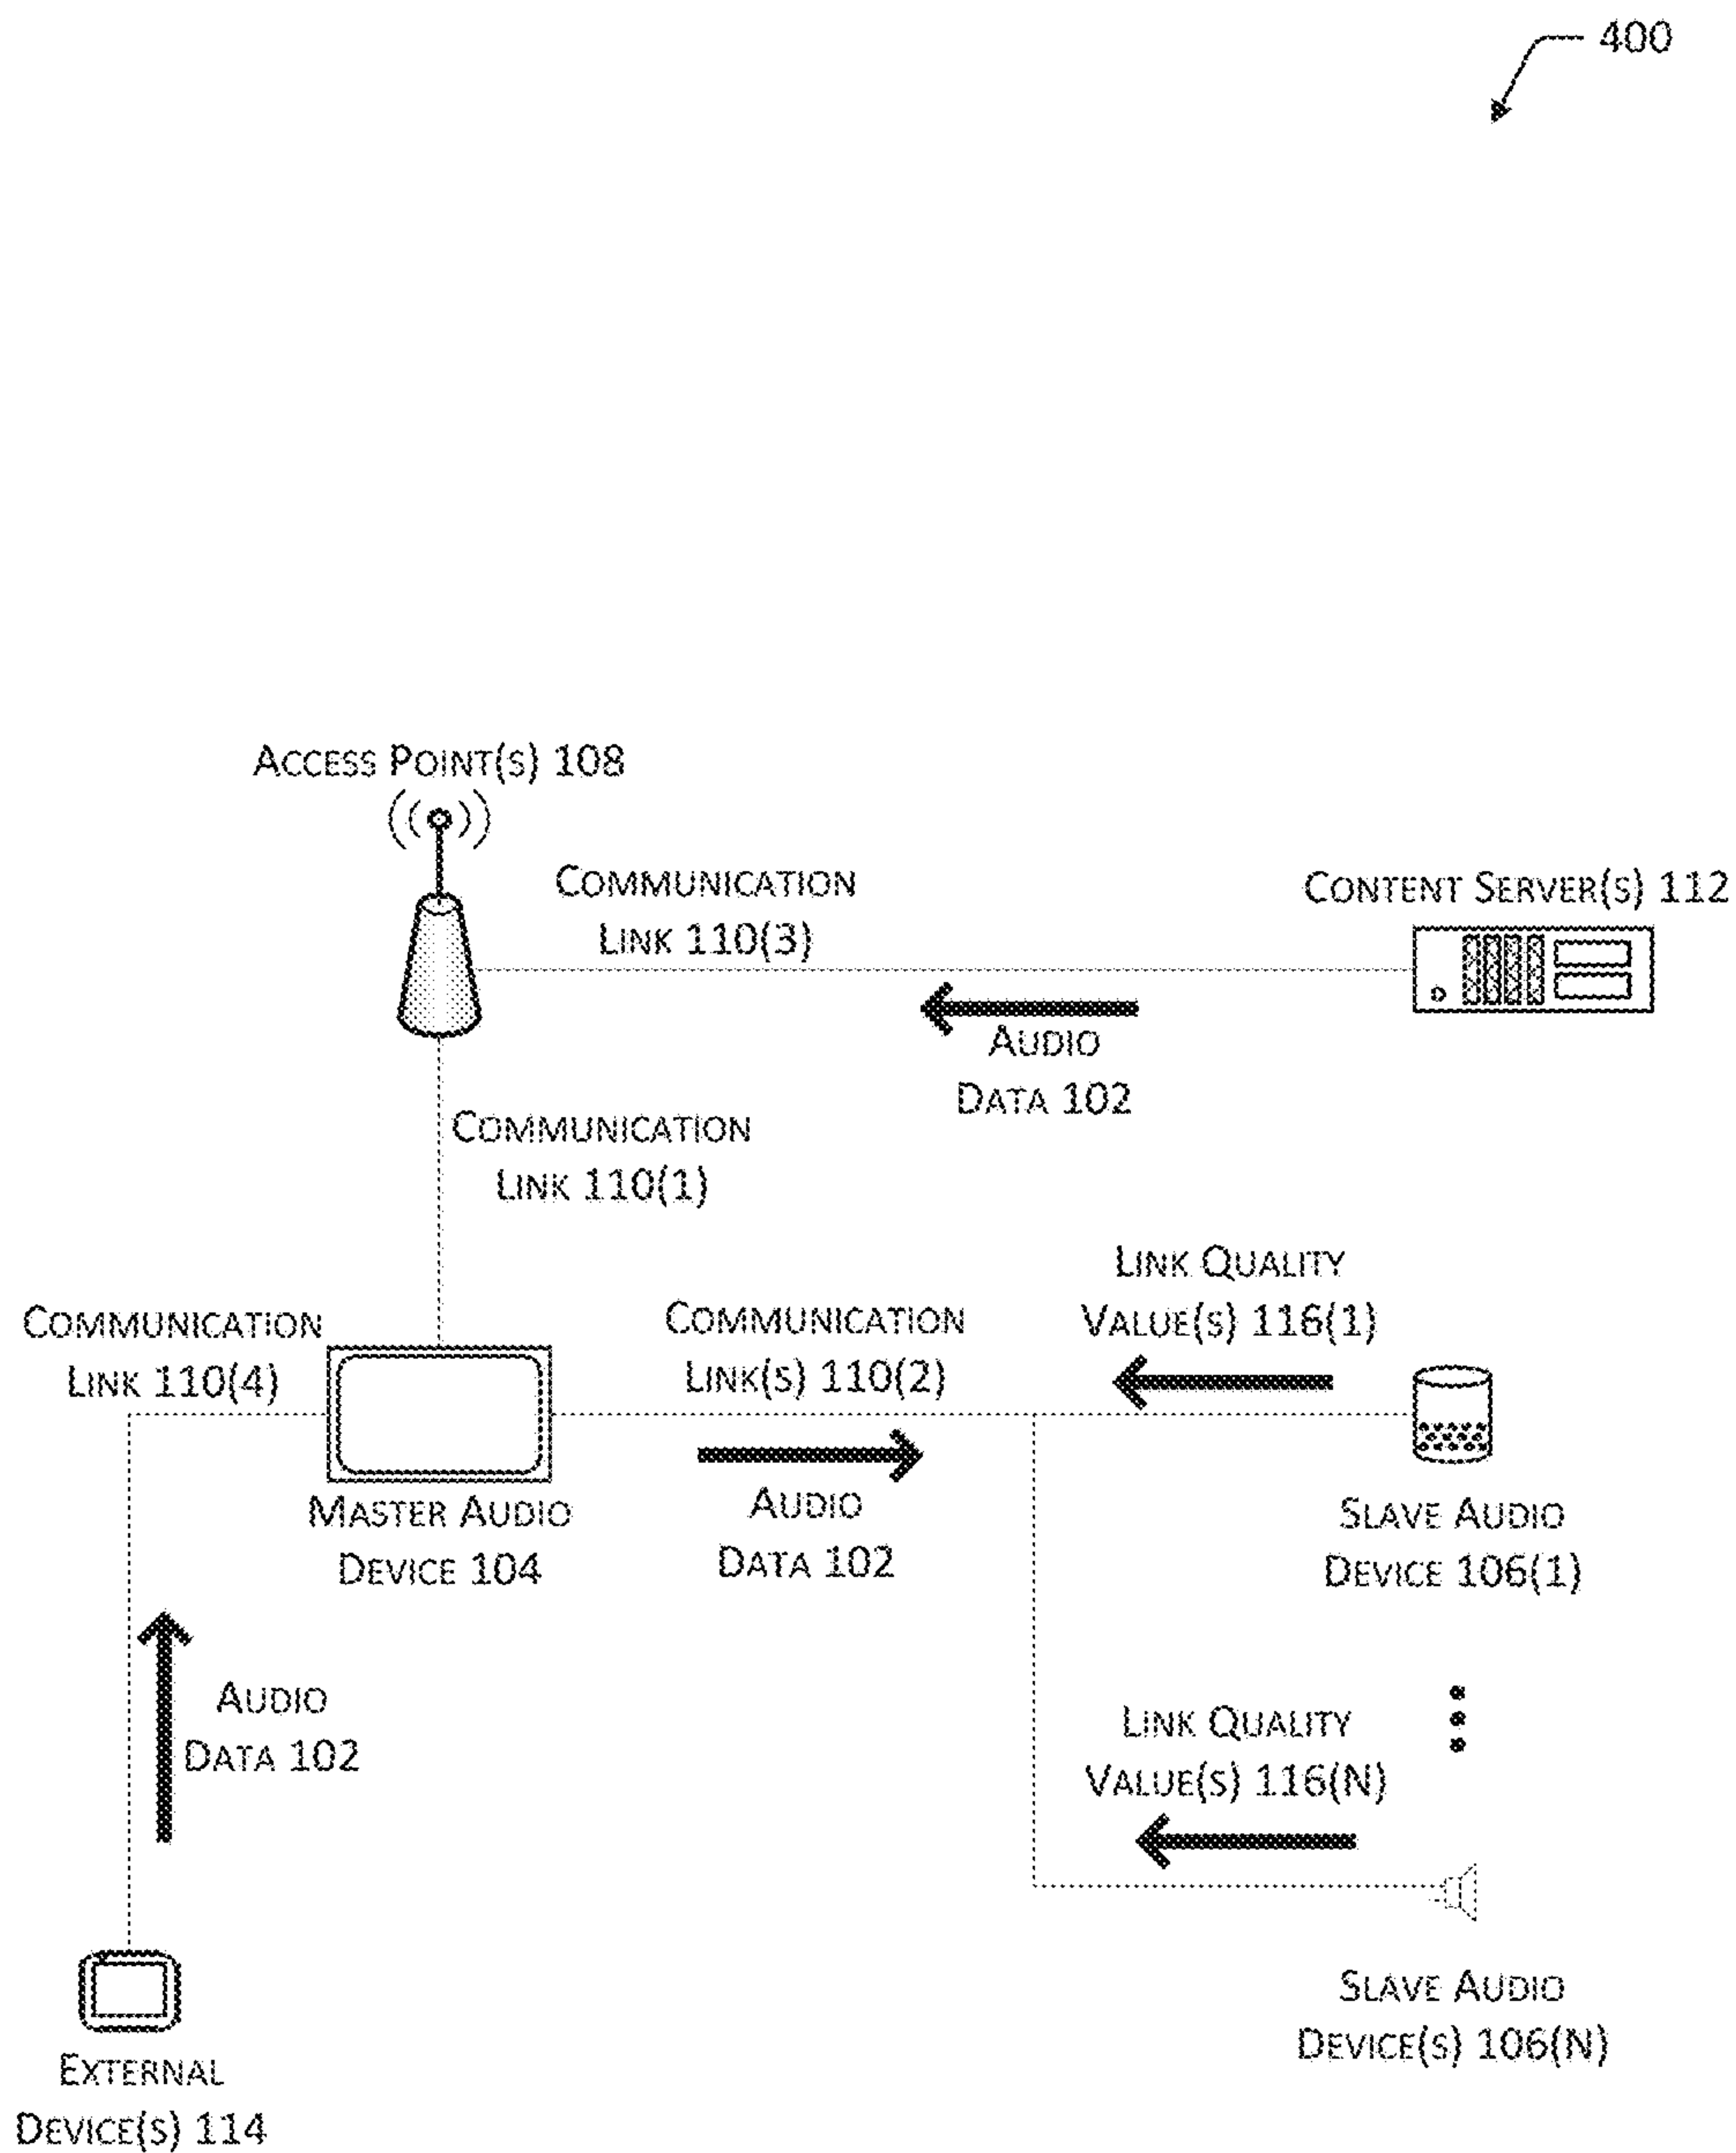 400
ACCESS POINT(S) 108
COMMUNICATION
LINK 110(3)
CONTENT SERVER(S) 112
AUDIO
DATA 102
COMMUNICATION
LINK 110(1)
COMMUNICATION
LINK 110(4)
COMMUNICATION
LINK(S) 110(2)
LINK QUALITY
VALUE(S) 116(1)
MASTER AUDIO
DEVICE 104
AUDIO
DATA 102
SLAVE AUDIO
DEVICE 106(1)
AUDIO
DATA 102
LINK QUALITY
VALUE(S) 116(N)
EXTERNAL
DEVICE(S) 114
SLAVE AUDIO
DEVICE(S) 106(N)